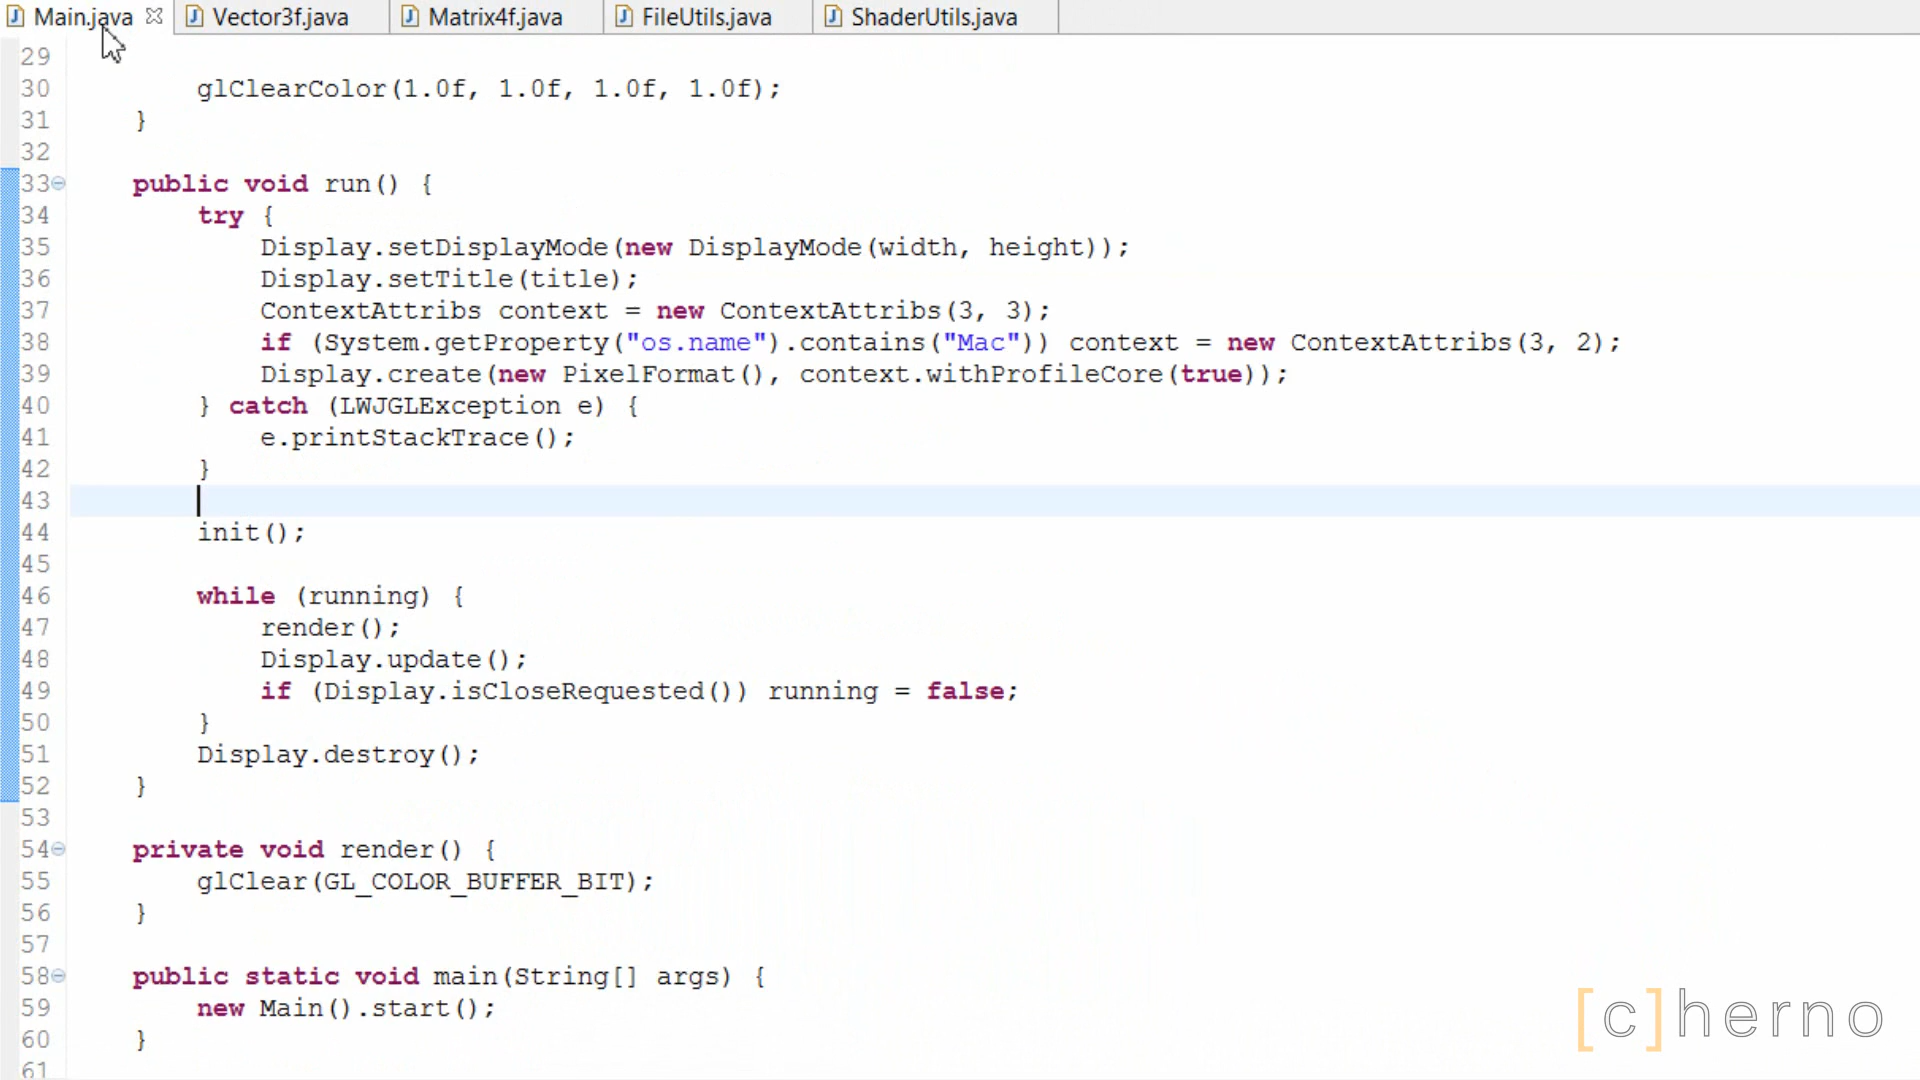 Main.java Vector3f.java Matrix4f.java FileUtils.java ShaderUtils.java
29
30 glClearColor(1.0f, 1.0f, 1.0f, 1.0f);
31 }
32
33 public void run() {
34 try {
35 Display.setDisplayMode(new DisplayMode(width, height));
36 Display.setTitle(title);
37 ContextAttribs context = new ContextAttribs(3, 3);
38 if (System.getProperty("os.name").contains("Mac")) context = new ContextAttribs(3, 2);
39 Display.create(new PixelFormat(), context.withProfileCore(true));
40 } catch (LWJGLException e) {
41 e.printStackTrace();
42 }
43
44 init();
45
46 while (running) {
47 render();
48 Display.update();
49 if (Display.isCloseRequested()) running = false;
50 }
51 Display.destroy();
52 }
53
54 private void render() {
55 glClear(GL_COLOR_BUFFER_BIT);
56 }
57
58 public static void main(String[] args) {
59 new Main().start();
60 }
61
[c]herno